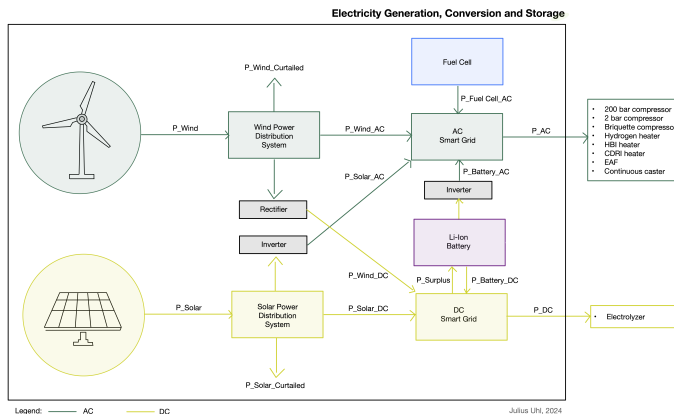 Electricity Generation, Conversion and Storage
P_Wind_Curtailed
Fuel Cell
P_Fuel Cell_AC
P_Wind
Wind Power
Distribution
System
P_Wind_AC
AC
Smart Grid
P_AC
• 200 bar compressor
• 2 bar compressor
• Briquette compresso
• Hydrogen heater
• HBI heater
• CDRI heater
• EAF
• Continuous caster
P_Solar_AC
P_Battery_AC
Inverter
Rectifier
Inverter
Li-Ion
Battery
P_Wind_DC
P_Surplus
P_Battery_DC
P_Solar
Solar Power
Distribution
System
P_Solar_DC
DC
Smart Grid
P_DC
• Electrolyzer
P_Solar_Curtailed
Legend:
AC
DC
Julius Uhl, 2024